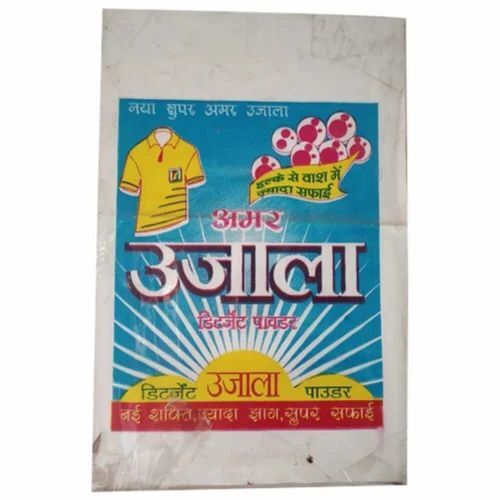 नया सुपर अमर उजाला
हल्के से वाश में
ज़्यादा सफाई
अमर
उजाला
डिटर्जेंट पावडर
उजाला
डिटर्जेंट पाउडर
नई शक्ति,ज़्यादा झाग,सुपर सफाई